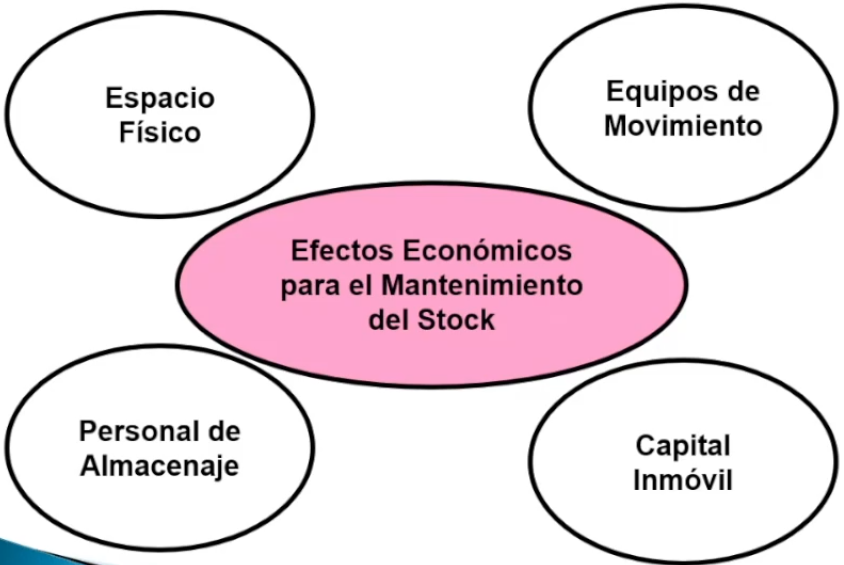 Espacio
Físico
Equipos de
Movimiento
Efectos Económicos
para el Mantenimiento
del Stock
Personal de
Almacenaje
Capital
Inmóvil